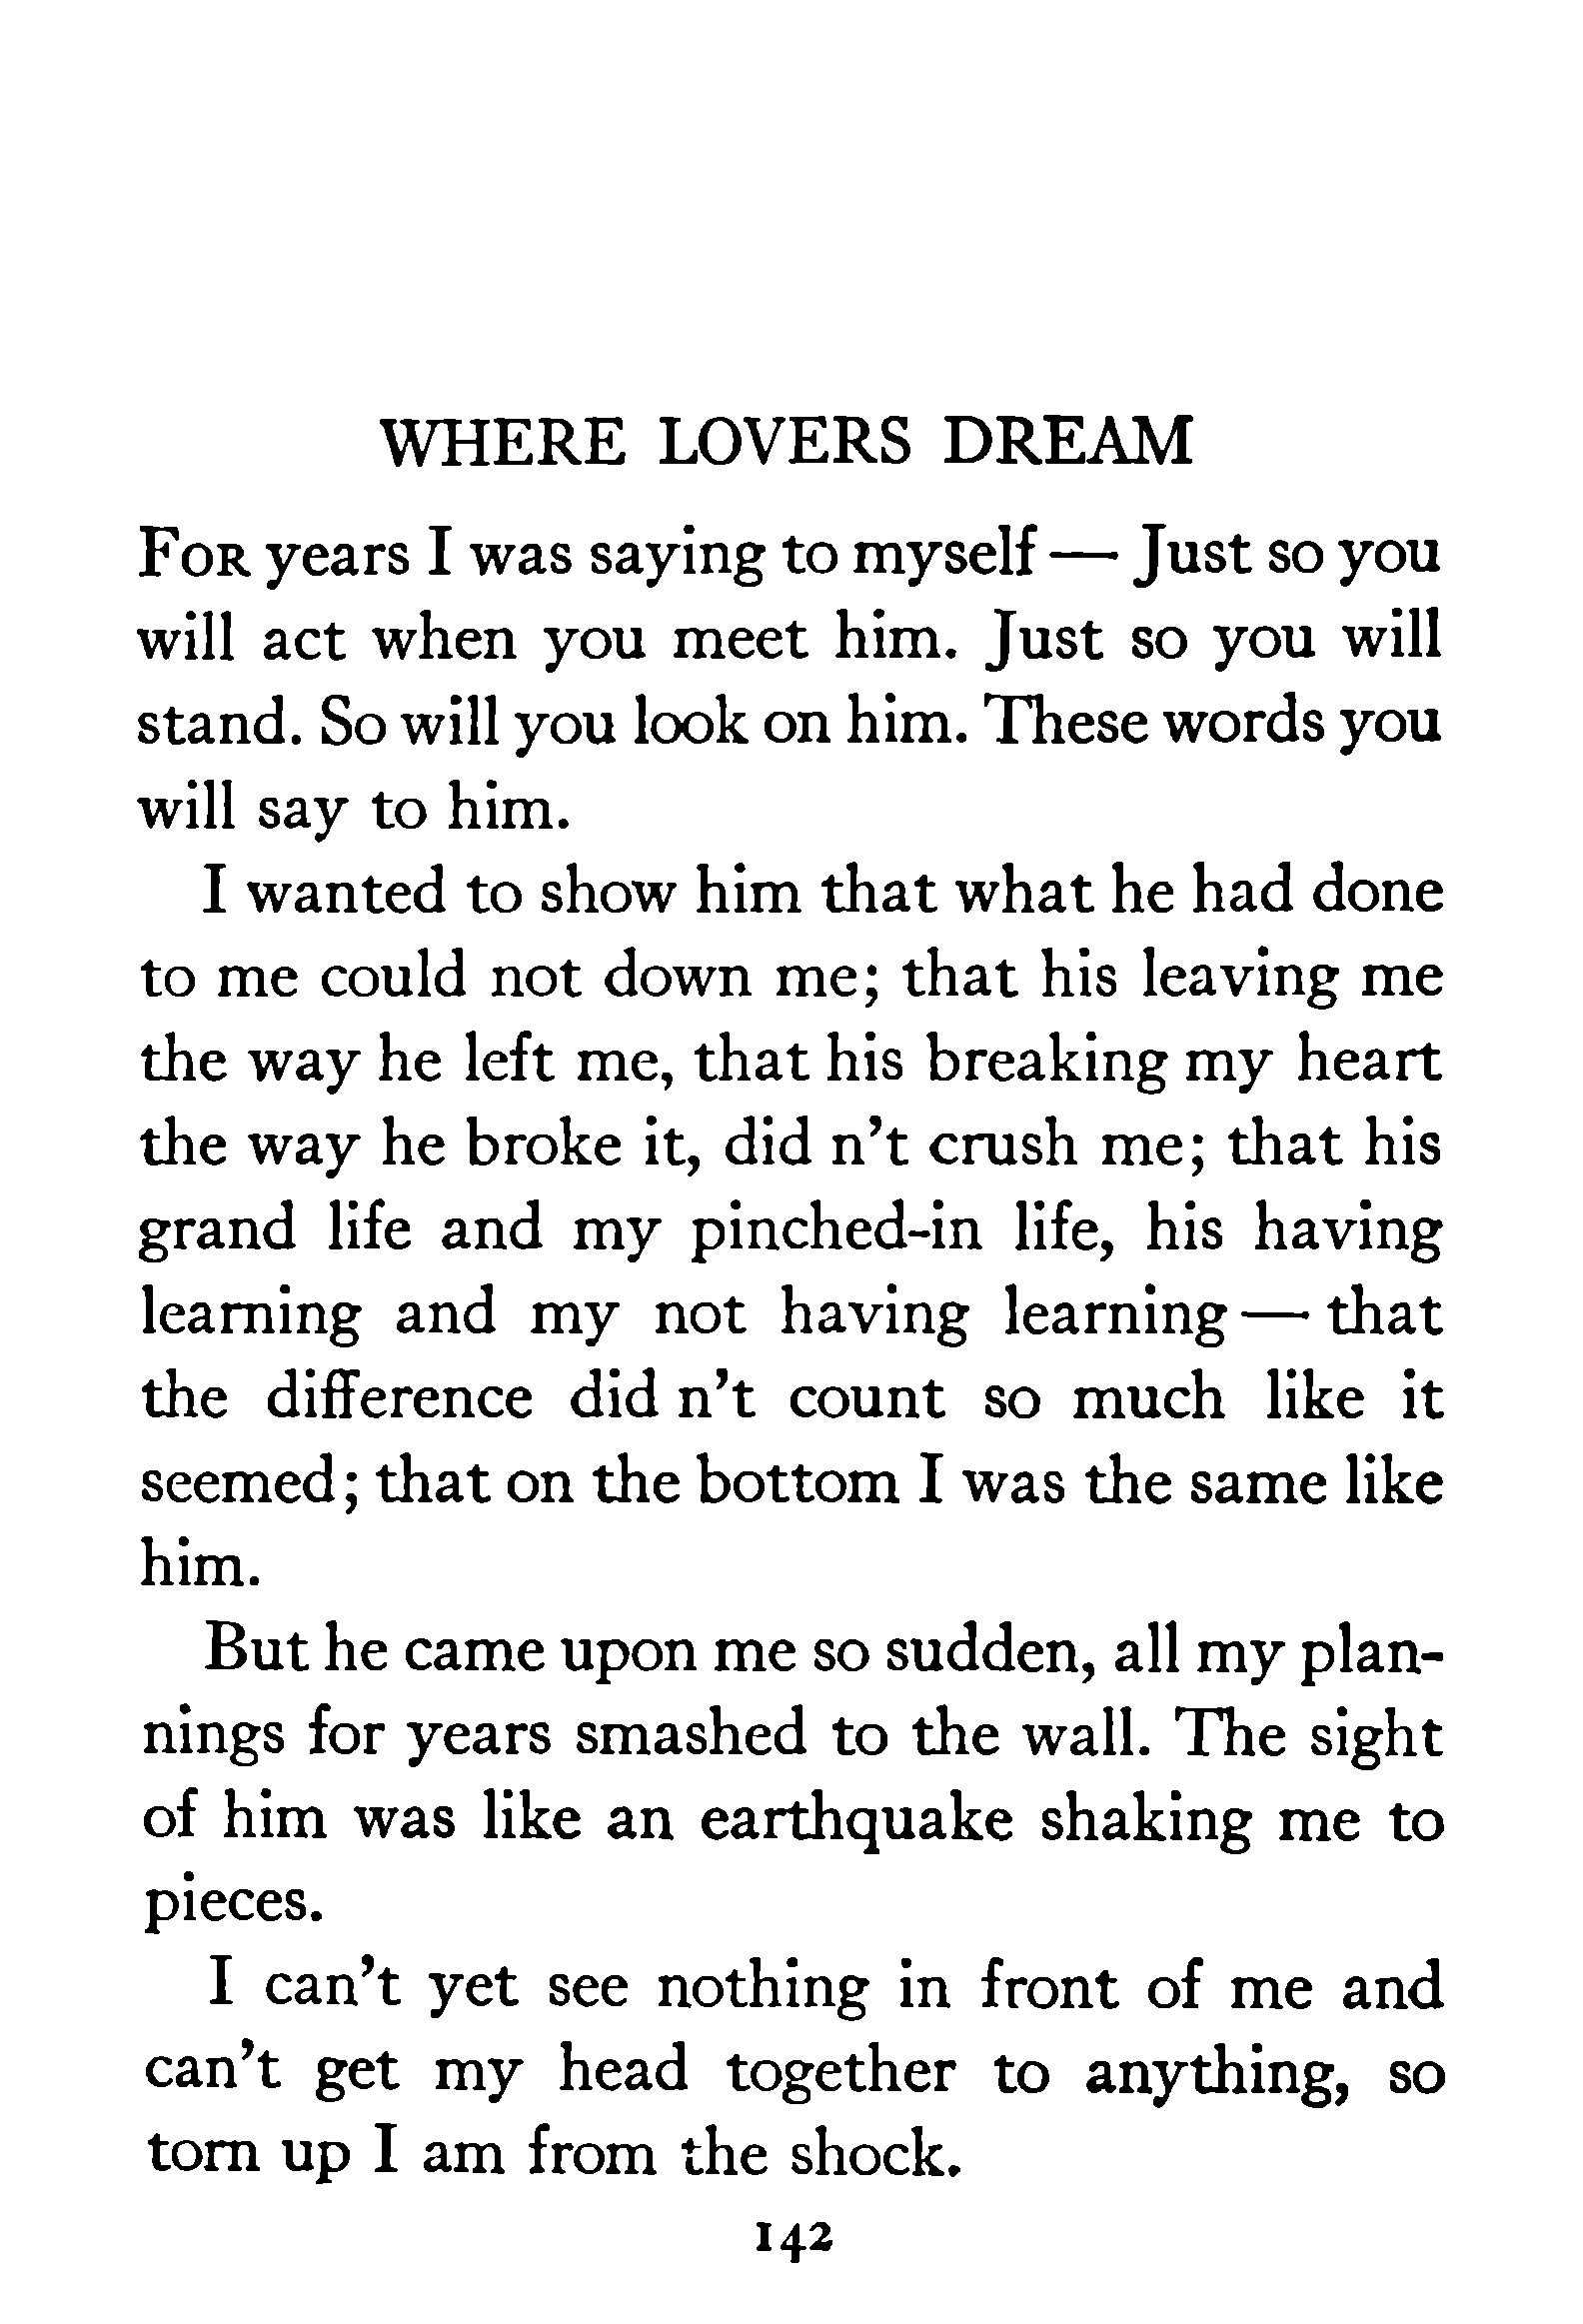 WHERE LOVERS DREAM
FOR years I was saying to myself — Just so you
will act when you meet him. Just so you will
stand. So will you look on him. These words you
will say to him.
I wanted to show him that what he had done
to me could not down me; that his leaving me
the way he left me, that his breaking my heart
the way he broke it, did n't crush me; that his
grand life and my pinched-in life, his having
learning and my not having learning — that
the difference did n't count so much like it
seemed; that on the bottom I was the same like
him.
But he came upon me so sudden, all my plan-
nings for years smashed to the wall. The sight
of him was like an earthquake shaking me to
pieces.
I can't yet see nothing in front of me and
can't get my head together to anything, so
torn up I am from the shock.
142